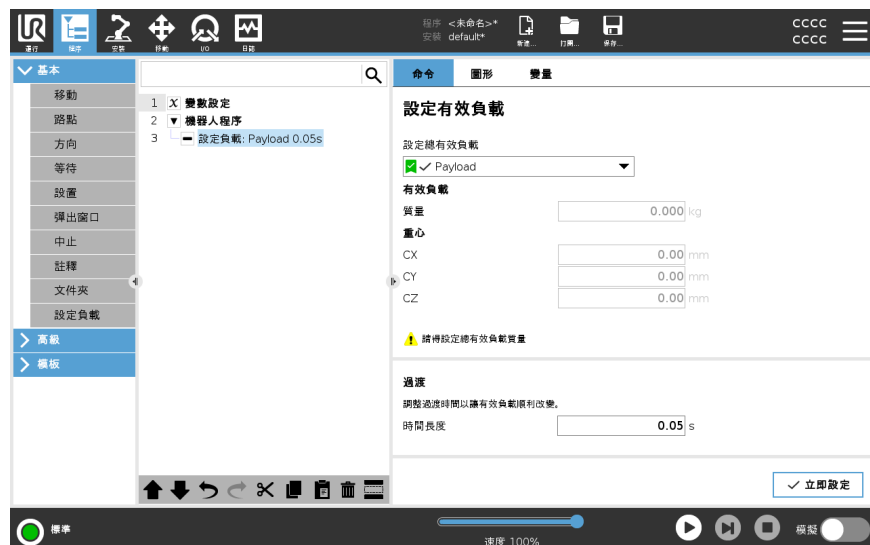 程序 <未命名>*
安裝 default*
運行
程序
安裝
移動
I/O
日誌
新建...
打開...
保存...
CCCC
CCCC
基本
移動
路點
方向
等待
設置
彈出窗口
中止
註釋
文件夾
設定負載
高級
模板
1 X 變數設定
2 ▼ 機器人程序
3 設定負載: Payload 0.05s
命令 圖形 變量
設定有效負載
設定總有效負載
Payload
有效負載
質量 0.000 kg
重心
CX 0.00 mm
CY 0.00 mm
CZ 0.00 mm
請得設定總有效負載質量
過渡
調整過渡時間以讓有效負載順利改變。
時間長度 0.05 s
立即設定
標準
速度 100%
模擬